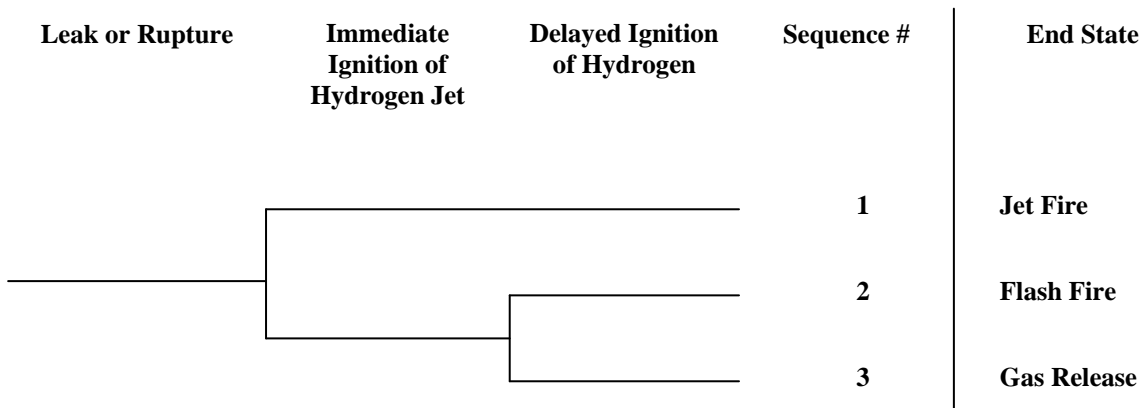 Leak or Rupture
Immediate
Ignition of
Hydrogen Jet
Delayed Ignition
of Hydrogen
Sequence #
End State
1
Jet Fire
2
Flash Fire
3
Gas Release